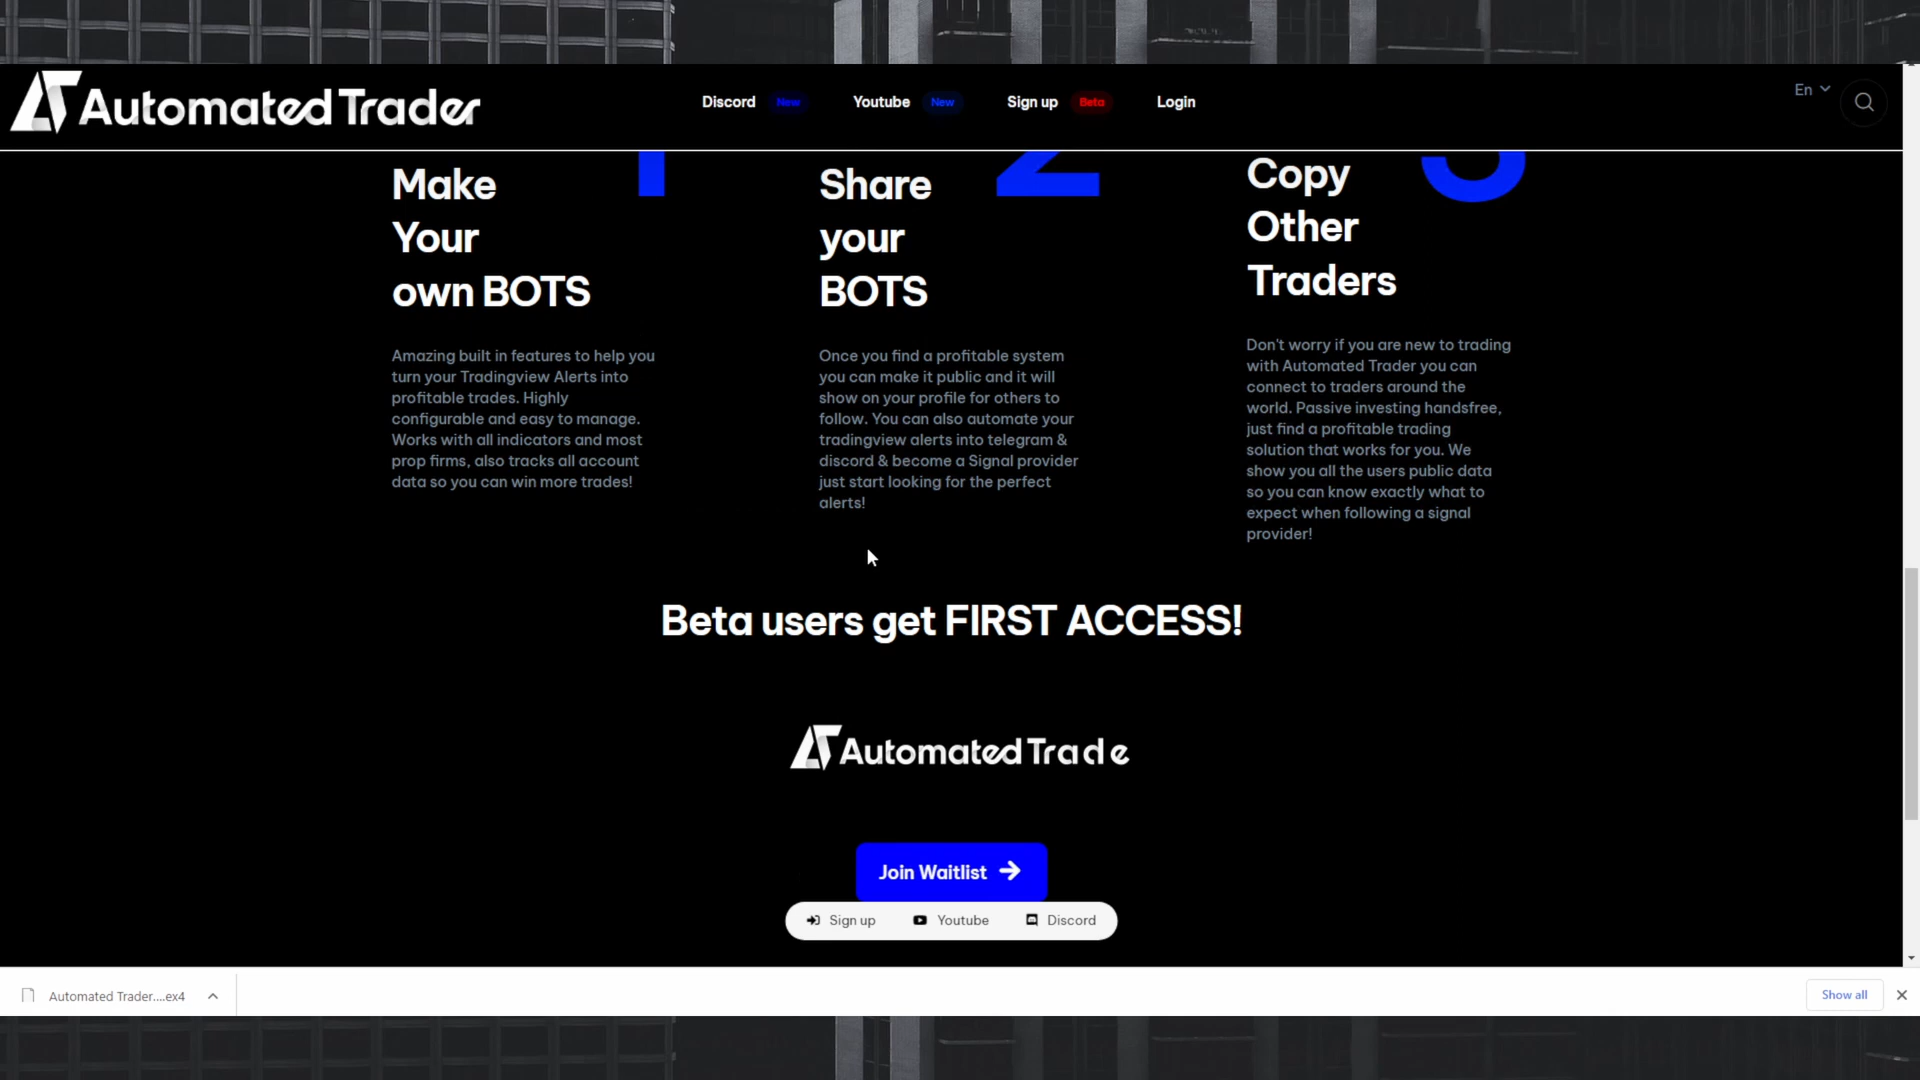 Automated Trader
Discord New Youtube New Sign up Beta Login
En
1 2 3
Make
Your
own BOTS
Amazing built in features to help you
turn your Tradingview Alerts into
profitable trades. Highly
configurable and easy to manage.
Works with all indicators and most
prop firms, also tracks all account
data so you can win more trades!
Share
your
BOTS
Once you find a profitable system
you can make it public and it will
show on your profile for others to
follow. You can also automate your
tradingview alerts into telegram &
discord & become a Signal provider
just start looking for the perfect
alerts!
Copy
Other
Traders
Don't worry if you are new to trading
with Automated Trader you can
connect to traders around the
world. Passive investing handsfree,
just find a profitable trading
solution that works for you. We
show you all the users public data
so you can know exactly what to
expect when following a signal
provider!
Beta users get FIRST ACCESS!
Automated Trade
Join Waitlist
Sign up Youtube Discord
Automated Trader....ex4
Show all